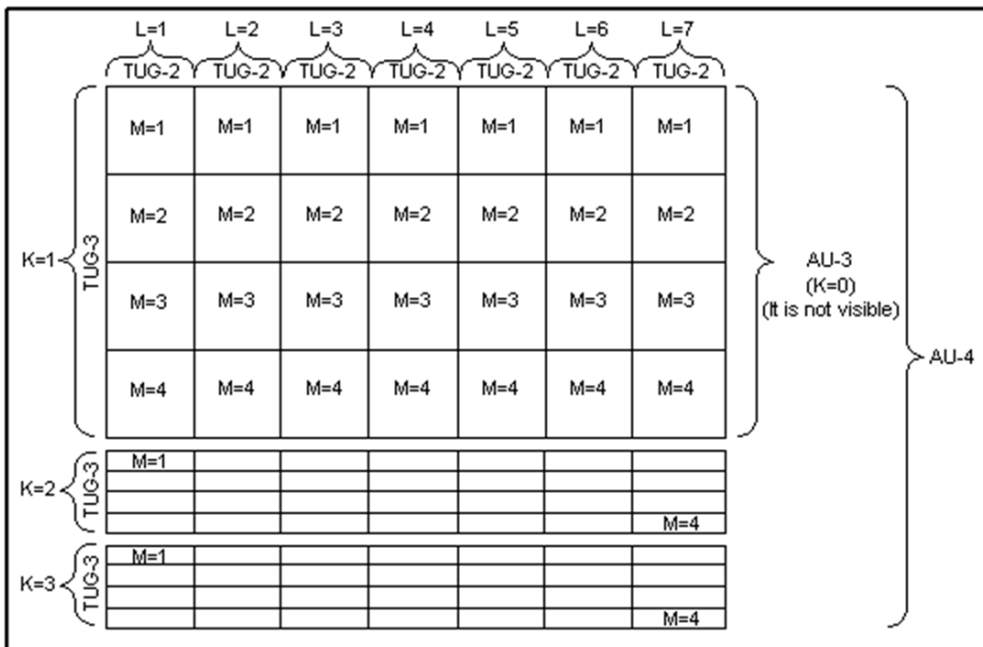 L=1 L=2 L=3 L=4 L=5 L=6 L=7
TUG-2 TUG-2 TUG-2 TUG-2 TUG-2 TUG-2 TUG-2
M=1 M=1 M=1 M=1 M=1 M=1 M=1
M=2 M=2 M=2 M=2 M=2 M=2 M=2
K=1 TUG-3
M=3 M=3 M=3 M=3 M=3 M=3 M=3
M=4 M=4 M=4 M=4 M=4 M=4 M=4
AU-3
(K=0)
(It is not visible)
AU-4
K=2 TUG-3
M=1
M=4
K=3 TUG-3
M=1
M=4